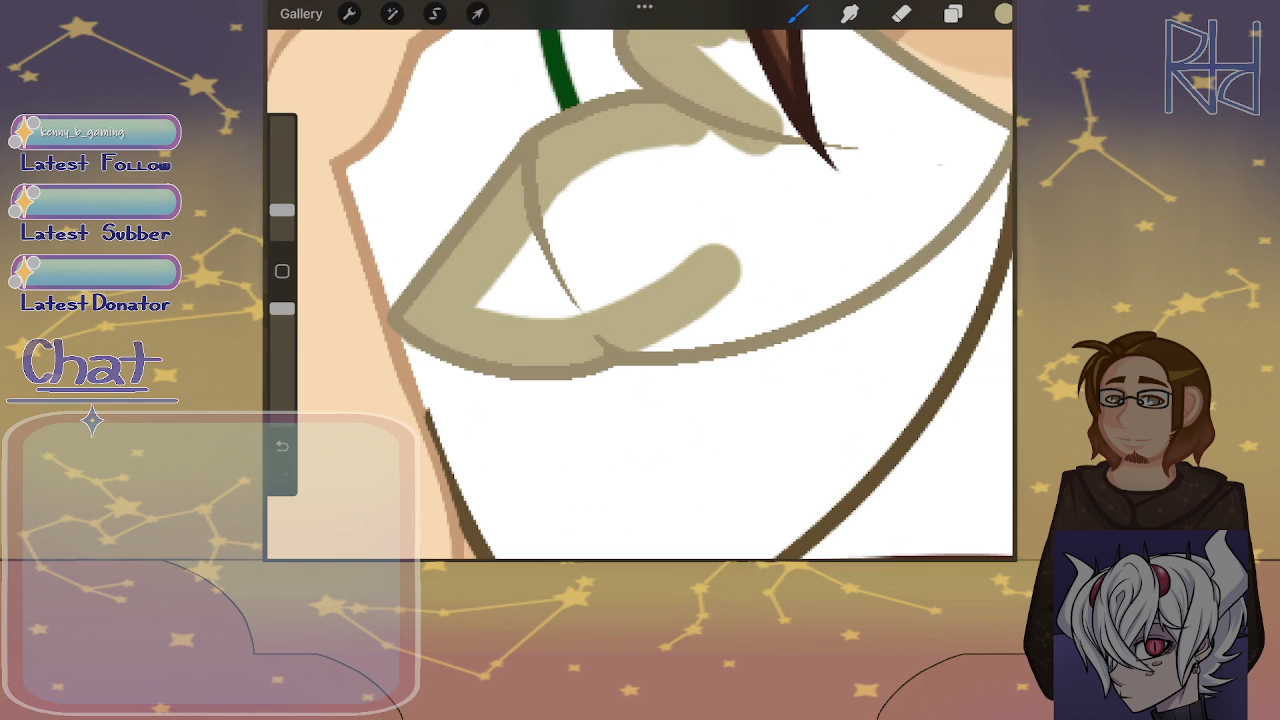 Gallery
kenny_b_gaming
Latest Follow
Latest Subber
Latest Donator
Chat